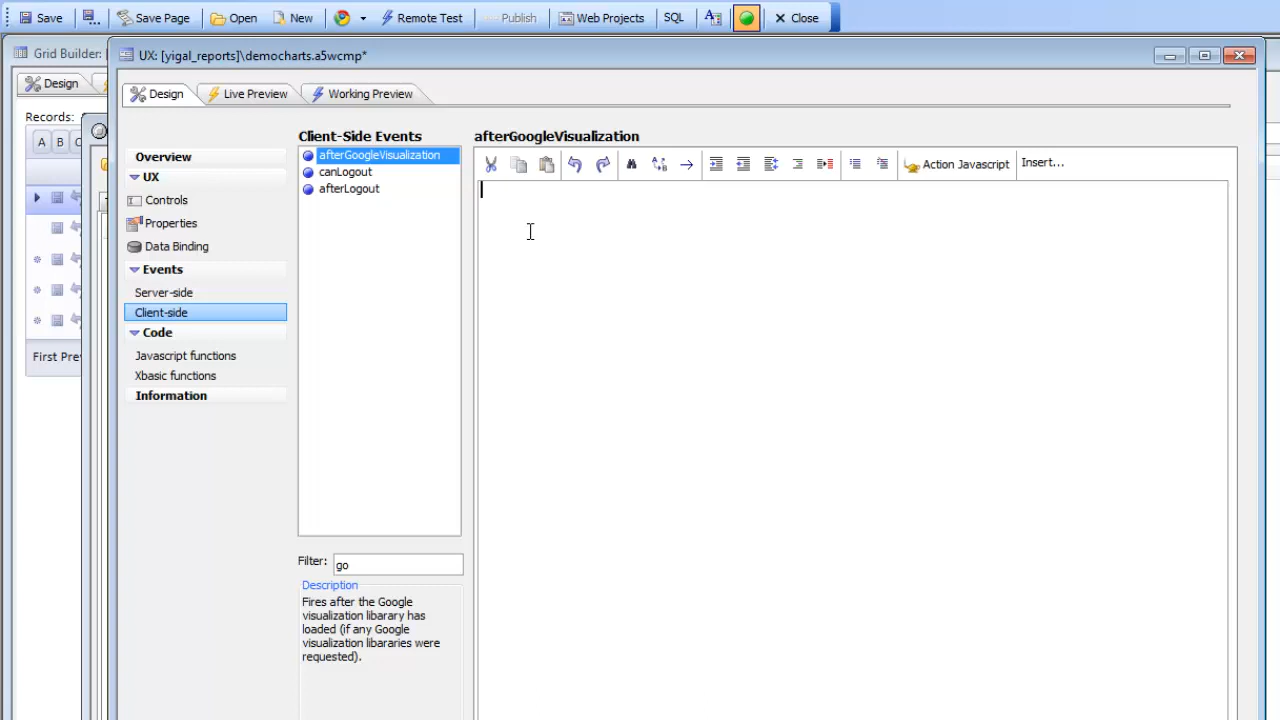 Save Save Page Open New Remote Test Publish Web Projects SQL Close
Grid Builder:
UX: [yigal_reports]\democharts.a5wcmp*
Design
Design Live Preview Working Preview
Records:
A B C
First Prev
Overview
UX
Controls
Properties
Data Binding
Events
Server-side
Client-side
Code
Javascript functions
Xbasic functions
Information
Client-Side Events
afterGoogleVisualization
canLogout
afterLogout
Filter: go
Description
Fires after the Google
visualization libarary has
loaded (if any Google
visualization libararies were
requested).
afterGoogleVisualization
Action Javascript Insert...